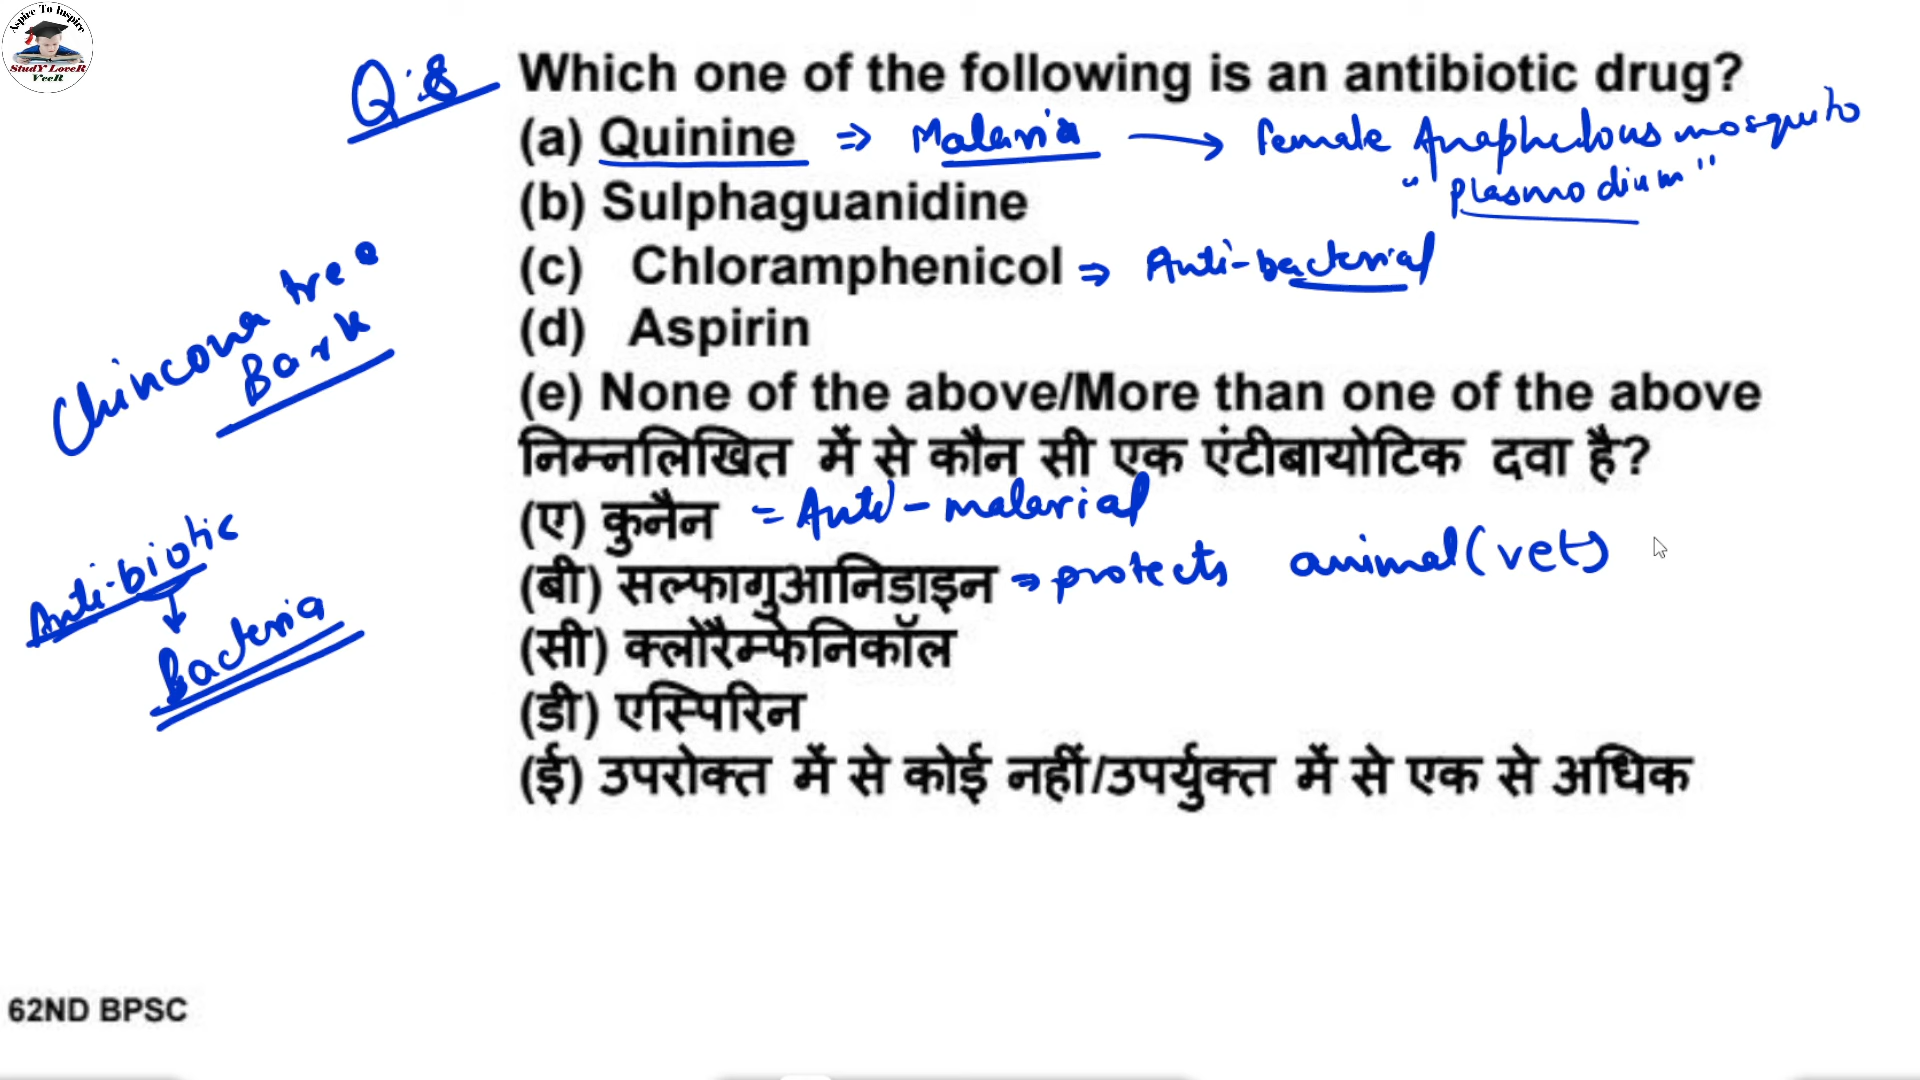 Aspire To Inspire
StudY LoveR
VeeR
Q.8 Which one of the following is an antibiotic drug?
(a) Quinine ⇒ Malaria → Female Anaphelous mosquito
"Plasmodium"
(b) Sulphaguanidine
(c) Chloramphenicol ⇒ Anti-bacterial
(d) Aspirin
(e) None of the above/More than one of the above
Chincona tree
Bark
निम्नलिखित में से कौन सी एक एंटीबायोटिक दवा है?
(ए) कुनैन = Anti-malarial
(बी) सल्फागुआनिडाइन ⇒ protects animal (vet)
(सी) क्लोरैम्फेनिकॉल
(डी) एस्पिरिन
(ई) उपरोक्त में से कोई नहीं/उपर्युक्त में से एक से अधिक
Anti-biotic
↓
Bacteria
62ND BPSC